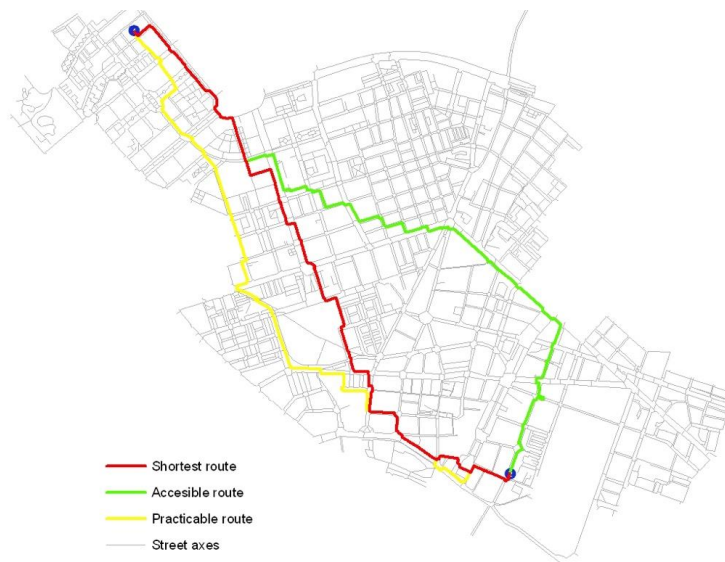 Shortest route
Accesible route
Practicable route
Street axes